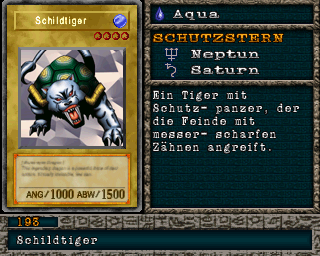 Schildtiger
ANG/1000 ABW/1500
Aqua
SCHUTZSTERN
Neptun
Saturn
Ein Tiger mit
Schutz- panzer, der
die Feinde mit
messer- scharfen
Zähnen angreift.
193
Schildtiger